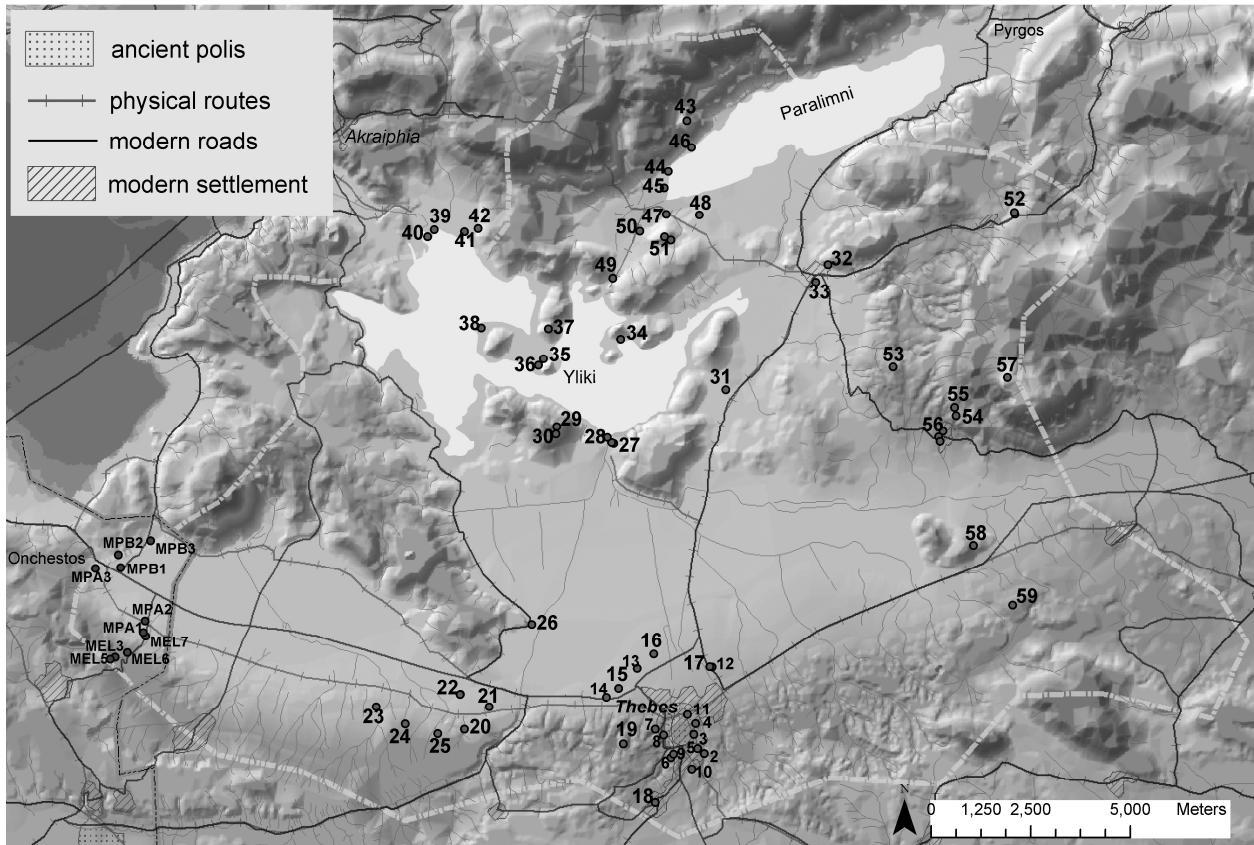 ancient polis
physical routes
modern roads
modern settlement
Pyrgos
Paralimni
Akraiphia
43
46
44
45
39
42
40
41
47
48
50
51
52
49
32
33
38
37
34
35
36
Yliki
53
57
31
55
54
56
29
30
28
27
58
MPB2
MPB3
Onchestos
MPB1
MPA3
59
MPA2
MPA1
MEL7
MEL3
MEL6
MEL5
26
16
13
17
12
15
22
14
21
Thebes
23
11
24
20
7
4
25
19
8
3
5
9
2
6
10
18
N
0 1,250 2,500 5,000 Meters